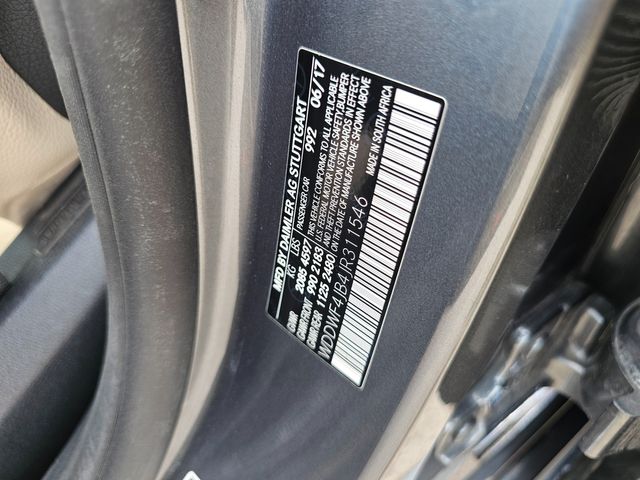 MFD BY DAIMLER AG STUTTGART
PASSENGER CAR 992 06/17
KG LBS
GVWR 2085 4597
GAWR FRONT 990 2183
GAWR REAR 1125 2480
THIS VEHICLE CONFORMS TO ALL APPLICABLE
U.S. FEDERAL MOTOR VEHICLE SAFETY, BUMPER
AND THEFT PREVENTION STANDARDS IN EFFECT
ON THE DATE OF MANUFACTURE SHOWN ABOVE
WDDWF4JB4JR311546
MADE IN SOUTH AFRICA